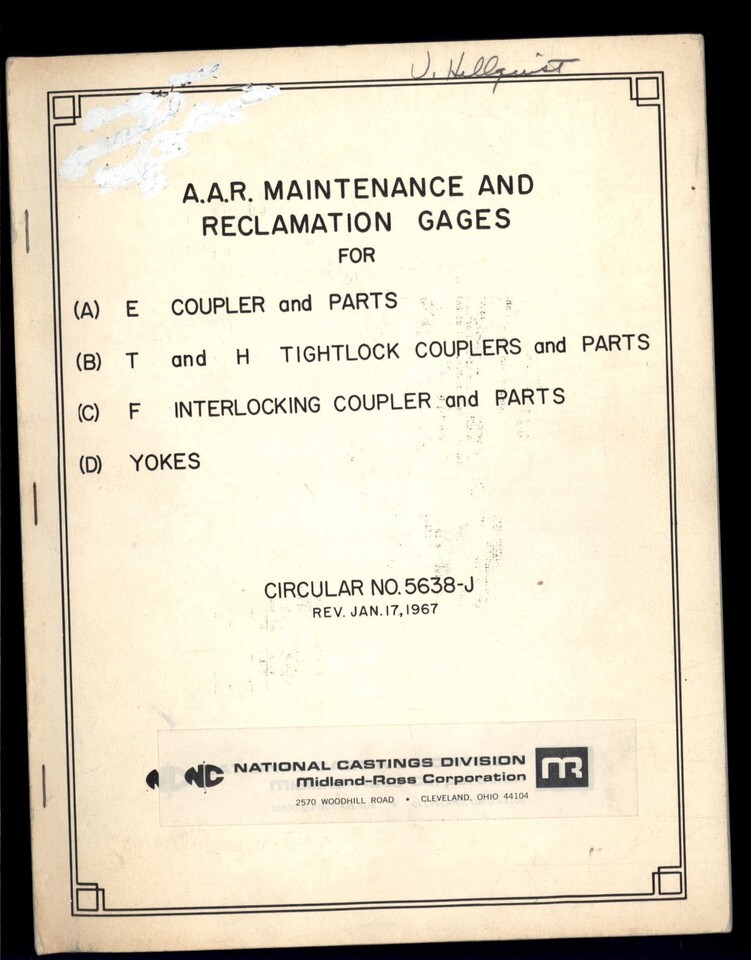 V. Hellquist
A.A.R. MAINTENANCE AND
RECLAMATION GAGES
FOR
(A) E COUPLER and PARTS
(B) T and H TIGHTLOCK COUPLERS and PARTS
(C) F INTERLOCKING COUPLER and PARTS
(D) YOKES
CIRCULAR NO. 5638-J
REV. JAN. 17, 1967
NATIONAL CASTINGS DIVISION
Midland-Ross Corporation
2570 WOODHILL ROAD • CLEVELAND, OHIO 44104